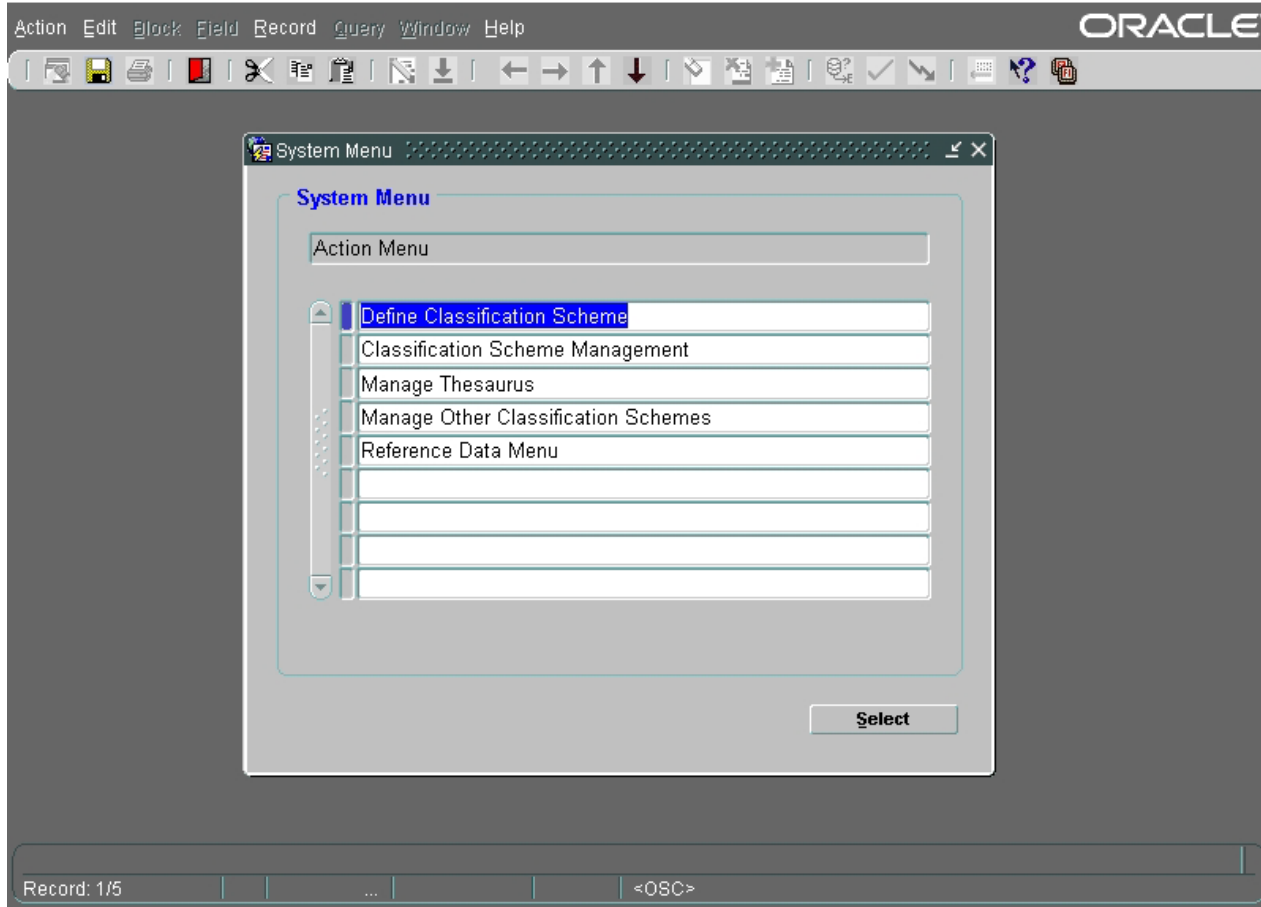 Action Edit Block Field Record Query Window Help
ORACLE
System Menu
System Menu
Action Menu
Define Classification Scheme
Classification Scheme Management
Manage Thesaurus
Manage Other Classification Schemes
Reference Data Menu
Select
Record: 1/5 ... <OSC>